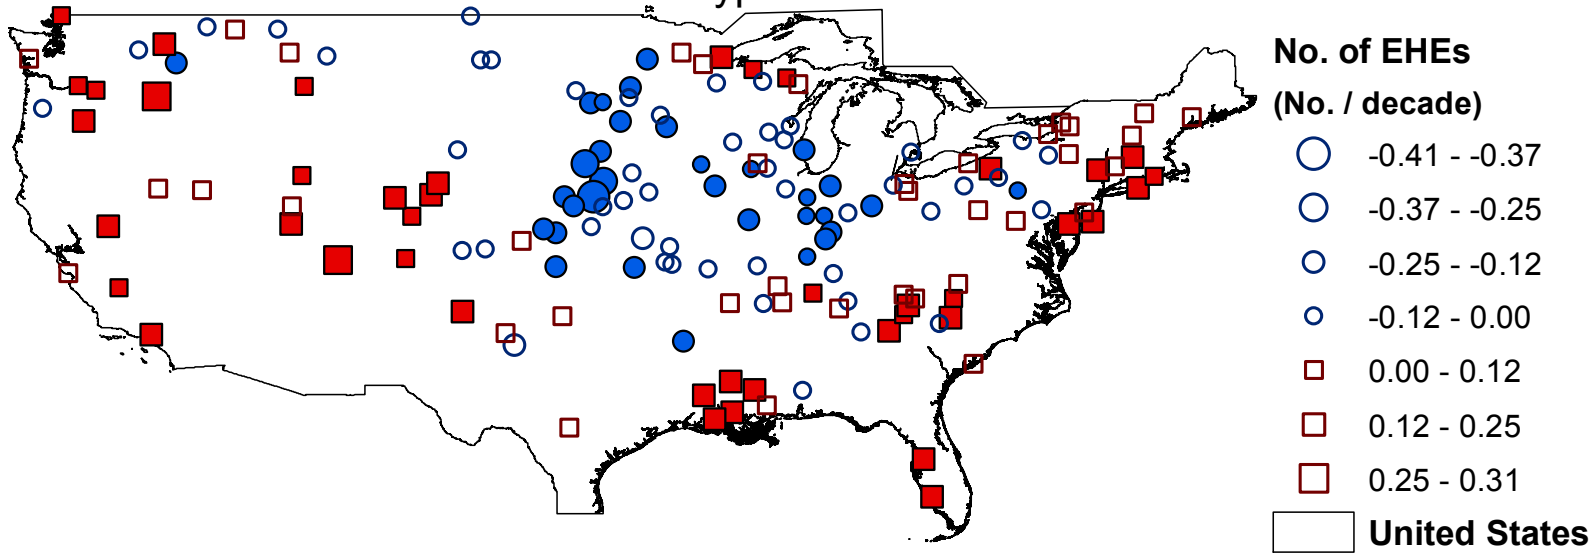 No. of EHEs
(No. / decade)
-0.41 - -0.37
-0.37 - -0.25
-0.25 - -0.12
-0.12 - 0.00
0.00 - 0.12
0.12 - 0.25
0.25 - 0.31
United States